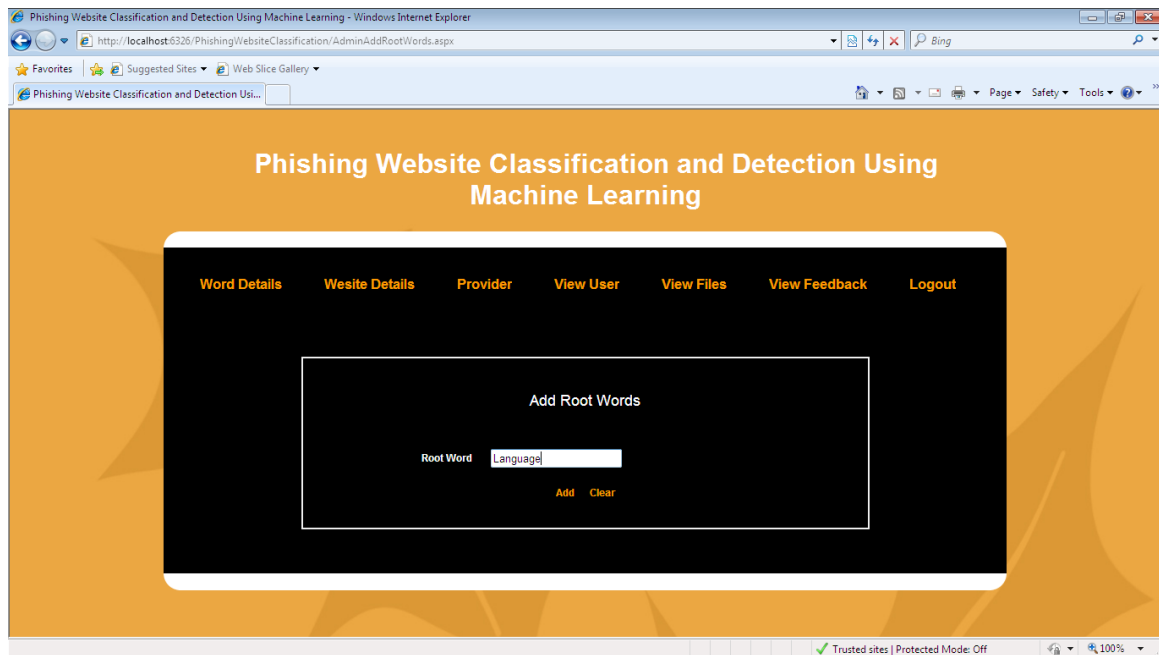 Phishing Website Classification and Detection Using Machine Learning - Windows Internet Explorer
http://localhost:6326/PhishingWebsiteClassification/AdminAddRootWords.aspx
Bing
Favorites Suggested Sites Web Slice Gallery
Phishing Website Classification and Detection Usi...
Page Safety Tools
Phishing Website Classification and Detection Using
Machine Learning
Word Details Wesite Details Provider View User View Files View Feedback Logout
Add Root Words
Root Word Language
Add Clear
Trusted sites | Protected Mode: Off 100%